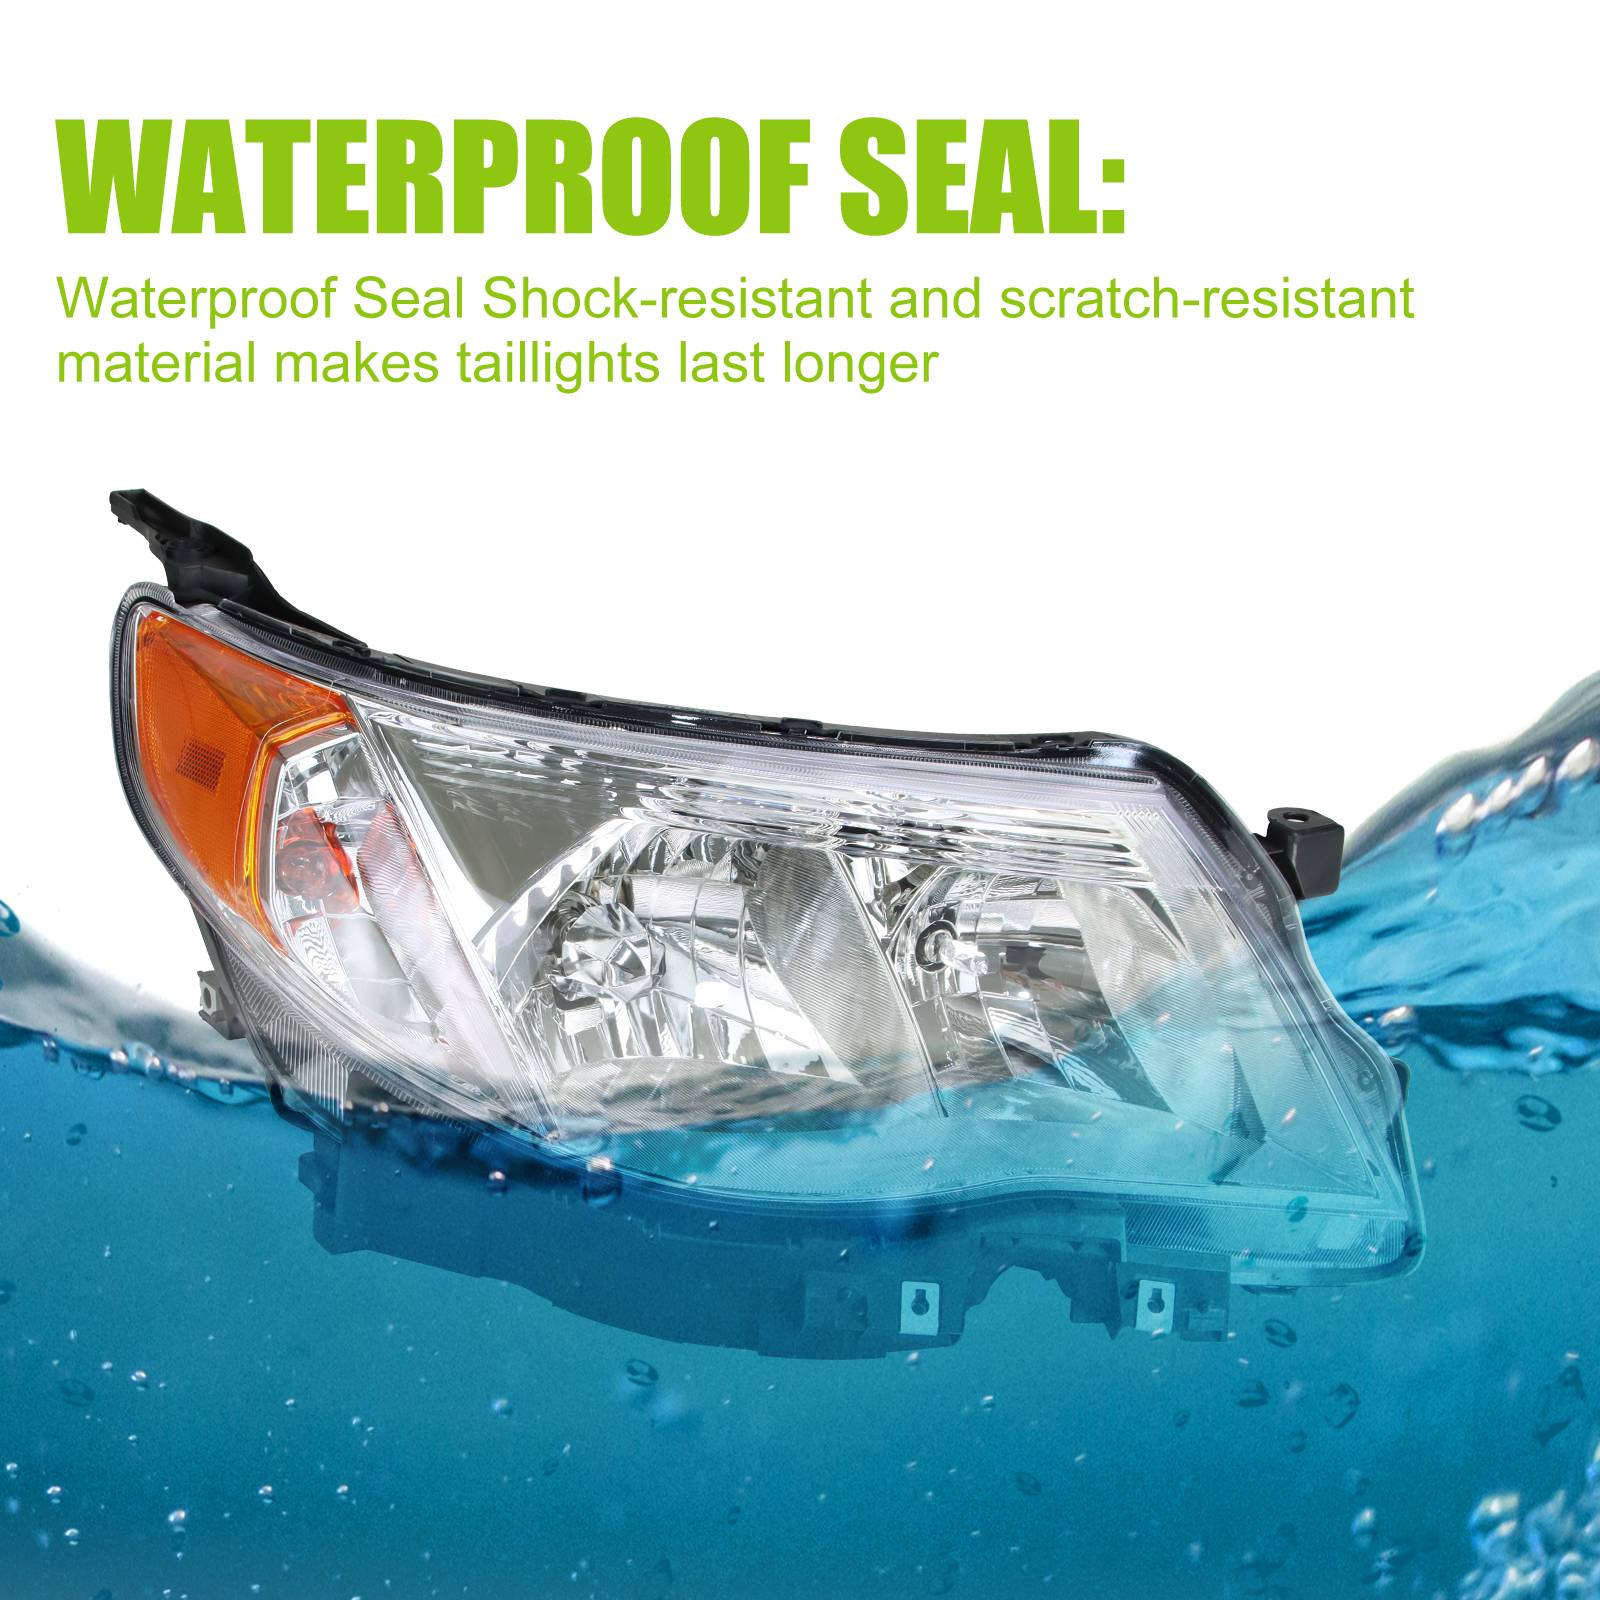 WATERPROOF SEAL:
Waterproof Seal Shock-resistant and scratch-resistant
material makes taillights last longer